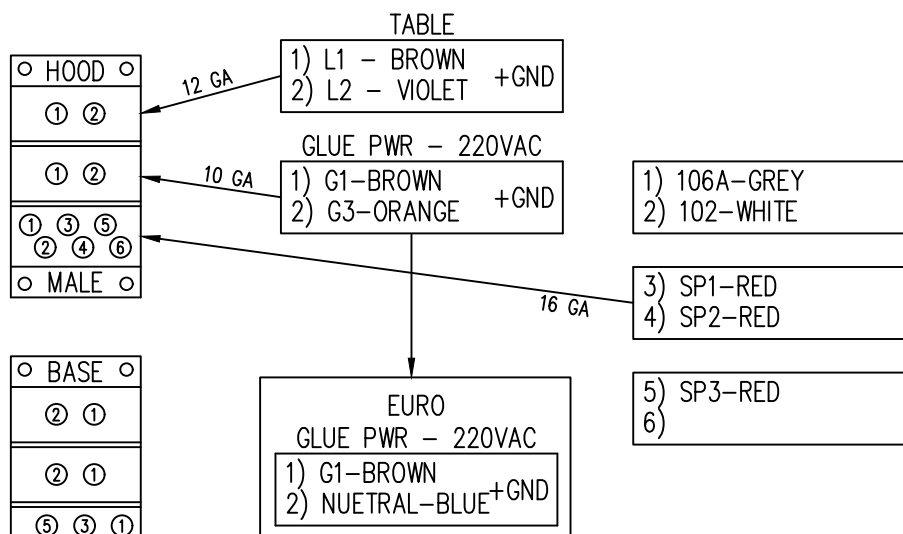 TABLE
1) L1 - BROWN
2) L2 - VIOLET
+GND
HOOD
12 GA
1 2
GLUE PWR - 220VAC
1) G1-BROWN
2) G3-ORANGE
+GND
10 GA
1 2
1) 106A-GREY
2) 102-WHITE
1 3 5
2 4 6
MALE
16 GA
3) SP1-RED
4) SP2-RED
5) SP3-RED
6)
BASE
2 1
2 1
5 3 1
EURO
GLUE PWR - 220VAC
1) G1-BROWN
2) NUETRAL-BLUE
+GND